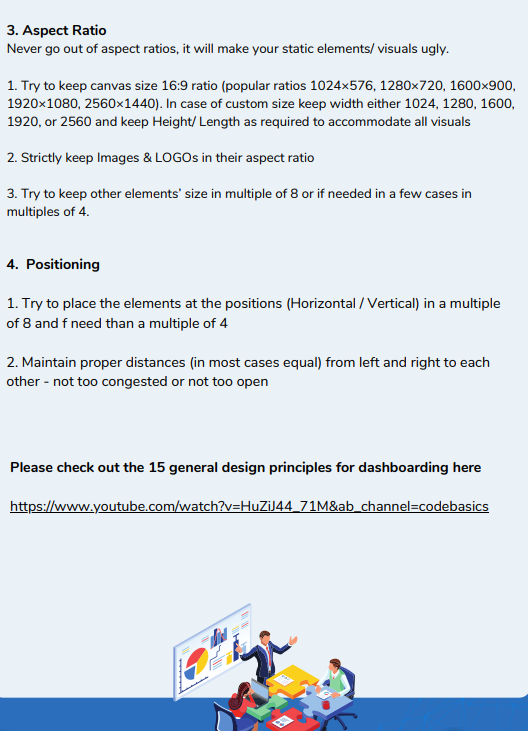 3. Aspect Ratio
Never go out of aspect ratios, it will make your static elements/ visuals ugly.
1. Try to keep canvas size 16:9 ratio (popular ratios 1024×576, 1280×720, 1600×900,
1920×1080, 2560×1440). In case of custom size keep width either 1024, 1280, 1600,
1920, or 2560 and keep Height/ Length as required to accommodate all visuals
2. Strictly keep Images & LOGOs in their aspect ratio
3. Try to keep other elements’ size in multiple of 8 or if needed in a few cases in
multiples of 4.
4. Positioning
1. Try to place the elements at the positions (Horizontal / Vertical) in a multiple
of 8 and f need than a multiple of 4
2. Maintain proper distances (in most cases equal) from left and right to each
other - not too congested or not too open
Please check out the 15 general design principles for dashboarding here
https://www.youtube.com/watch?v=HuZiJ44_71M&ab_channel=codebasics